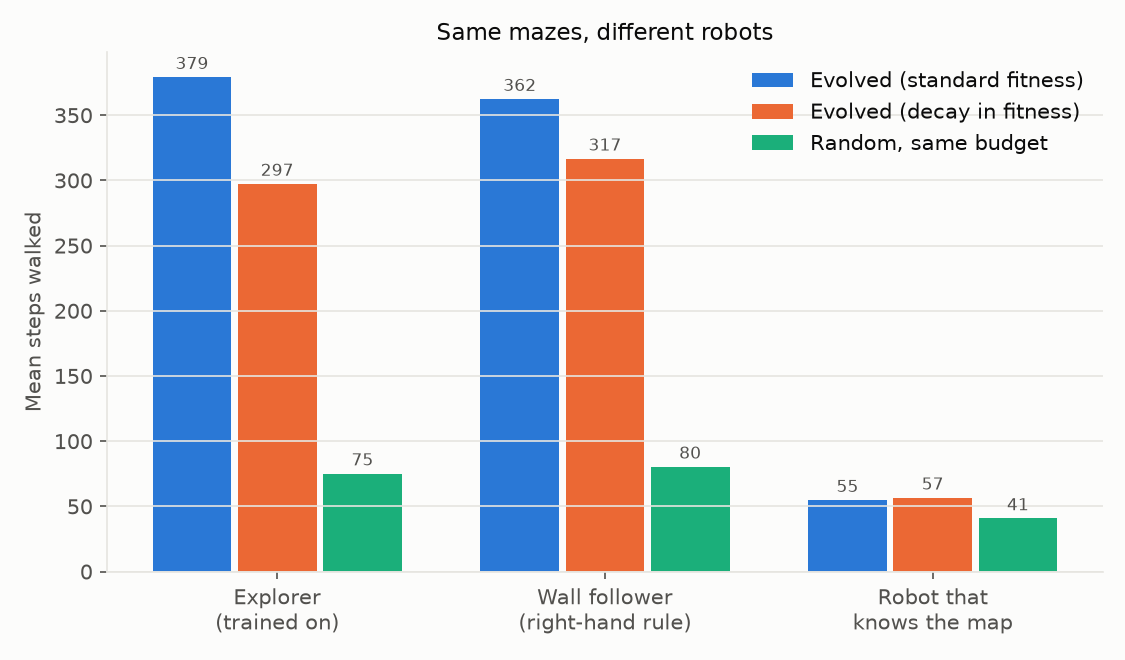 Same mazes, different robots
Evolved (standard fitness)
Evolved (decay in fitness)
Random, same budget
Mean steps walked
350
300
250
200
150
100
50
0
379
297
75
362
317
80
55
57
41
Explorer
(trained on)
Wall follower
(right-hand rule)
Robot that
knows the map